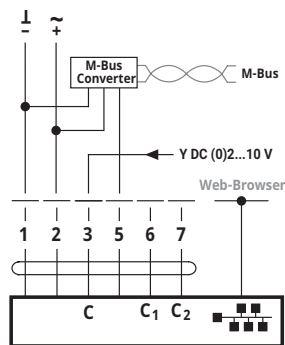 ⊥ ~
– +
M-Bus
Converter
M-Bus
Y DC (0)2...10 V
Web-Browser
1 2 3 5 6 7
C C1 C2